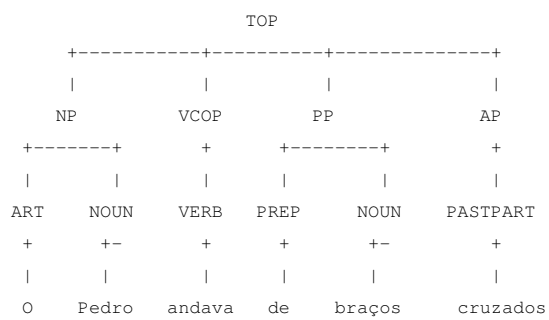 TOP
+-----------+----------+--------------+
| | | |
NP VCOP PP AP
+-------+ + +--------+ +
| | | | | |
ART NOUN VERB PREP NOUN PASTPART
+ +- + + +- +
| | | | | |
O Pedro andava de braços cruzados